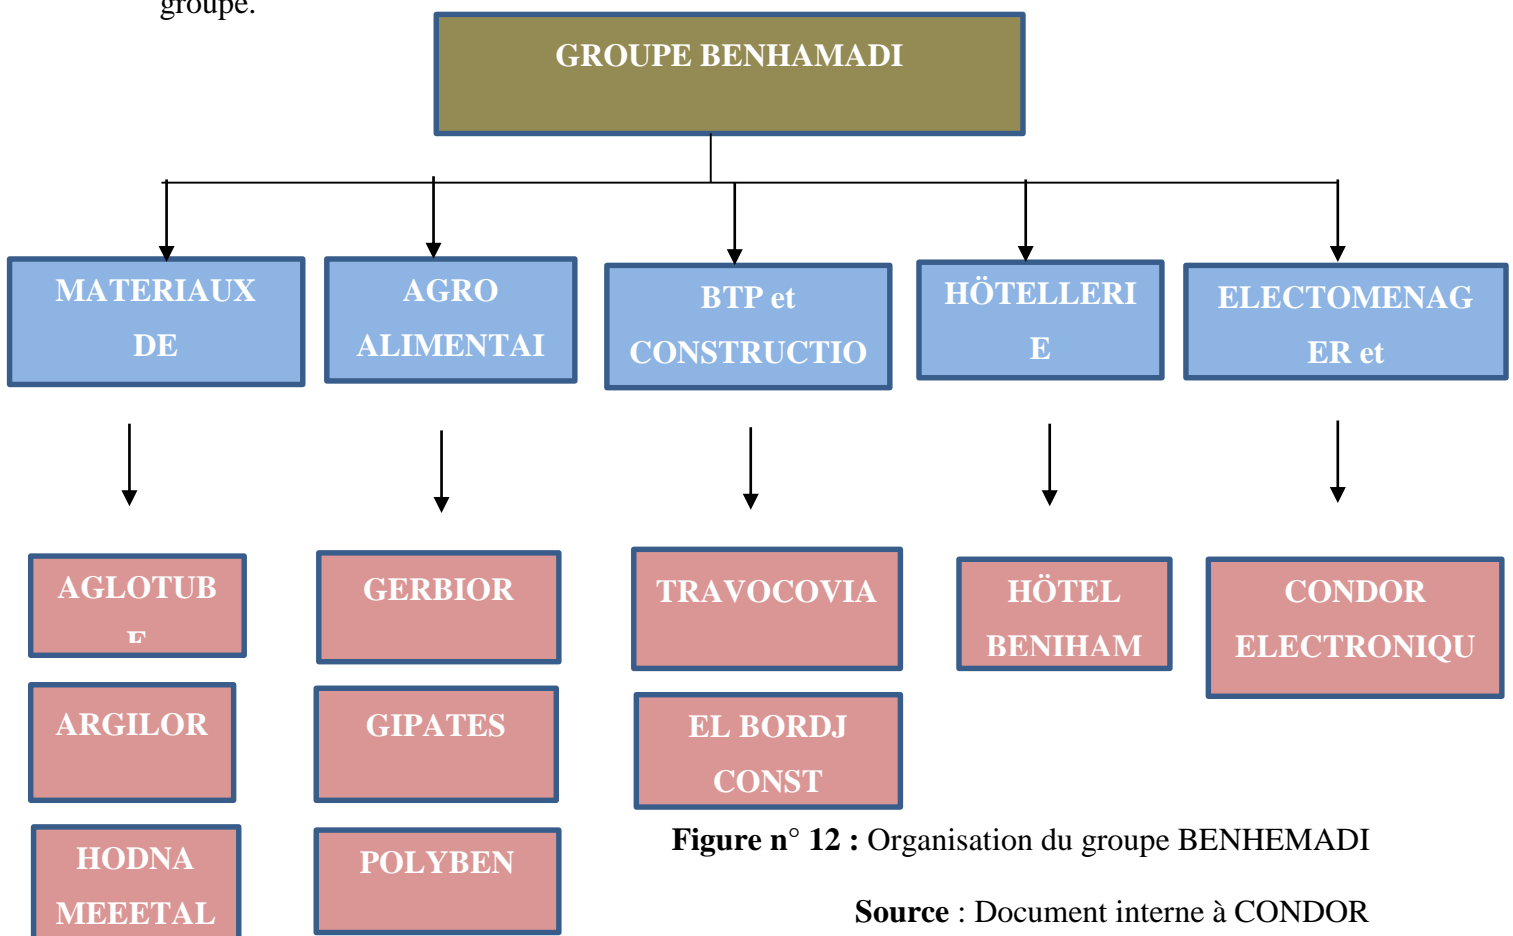 groupe.
GROUPE BENHAMADI
MATERIAUX
DE
AGRO
ALIMENTAI
BTP et
CONSTRUCTIO
HÖTELLERI
E
ELECTOMENAG
ER et
AGLOTUB
E
GERBIOR
TRAVOCOVIA
HÖTEL
BENIHAM
CONDOR
ELECTRONIQU
ARGILOR
GIPATES
EL BORDJ
CONST
HODNA
MEEETAL
POLYBEN
Figure n° 12 : Organisation du groupe BENHEMADI
Source : Document interne à CONDOR